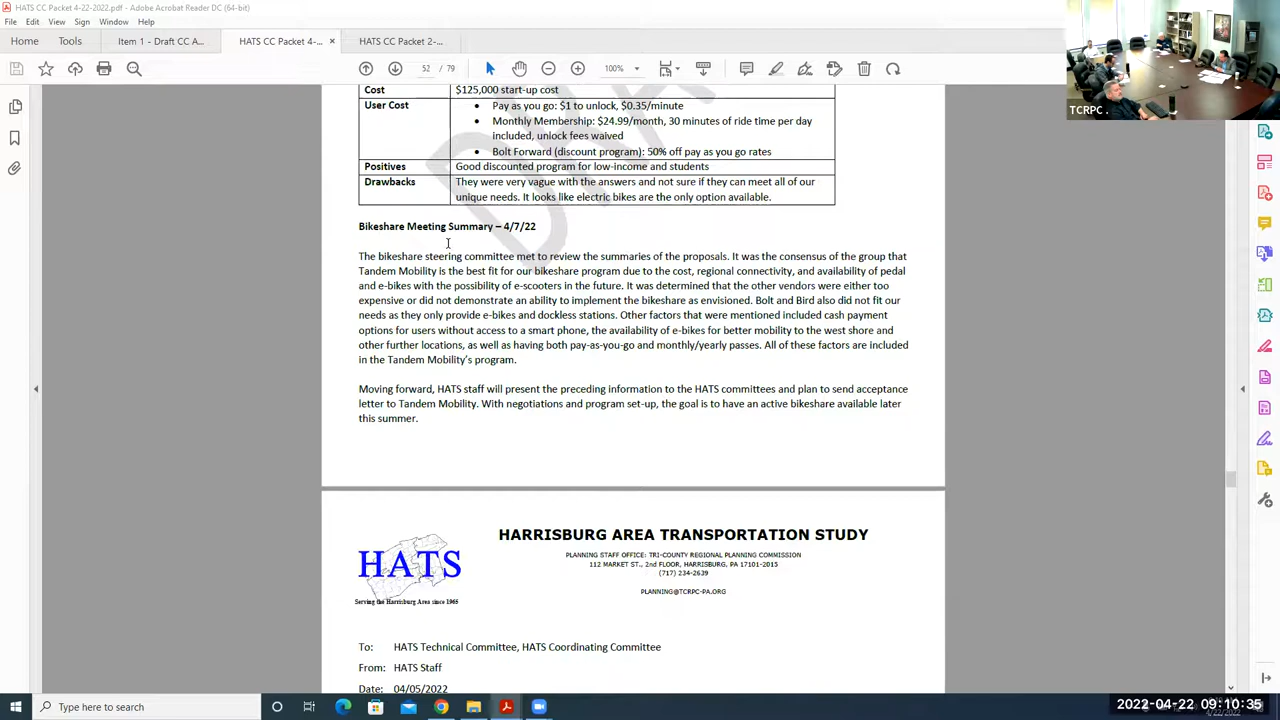 HATS CC Packet 4-22-2022.pdf - Adobe Acrobat Reader DC (64-bit)
File Edit View Sign Window Help
Home Tools Item 1 - Draft CC A... HATS CC Packet 4-... × HATS CC Packet 2-...
52 / 79 100%
TCRPC .
Cost $125,000 start-up cost
User Cost • Pay as you go: $1 to unlock, $0.35/minute
• Monthly Membership: $24.99/month, 30 minutes of ride time per day
included, unlock fees waived
• Bolt Forward (discount program): 50% off pay as you go rates
Positives Good discounted program for low-income and students
Drawbacks They were very vague with the answers and not sure if they can meet all of our
unique needs. It looks like electric bikes are the only option available.
Bikeshare Meeting Summary – 4/7/22
The bikeshare steering committee met to review the summaries of the proposals. It was the consensus of the group that
Tandem Mobility is the best fit for our bikeshare program due to the cost, regional connectivity, and availability of pedal
and e-bikes with the possibility of e-scooters in the future. It was determined that the other vendors were either too
expensive or did not demonstrate an ability to implement the bikeshare as envisioned. Bolt and Bird also did not fit our
needs as they only provide e-bikes and dockless stations. Other factors that were mentioned included cash payment
options for users without access to a smart phone, the availability of e-bikes for better mobility to the west shore and
other further locations, as well as having both pay-as-you-go and monthly/yearly passes. All of these factors are included
in the Tandem Mobility's program.
Moving forward, HATS staff will present the preceding information to the HATS committees and plan to send acceptance
letter to Tandem Mobility. With negotiations and program set-up, the goal is to have an active bikeshare available later
this summer.
HATS
Serving the Harrisburg Area since 1965
HARRISBURG AREA TRANSPORTATION STUDY
PLANNING STAFF OFFICE: TRI-COUNTY REGIONAL PLANNING COMMISSION
112 MARKET ST., 2nd FLOOR, HARRISBURG, PA 17101-2015
(717) 234-2639
PLANNING@TCRPC-PA.ORG
To: HATS Technical Committee, HATS Coordinating Committee
From: HATS Staff
Date: 04/05/2022
Type here to search
2022-04-22 09:10:35